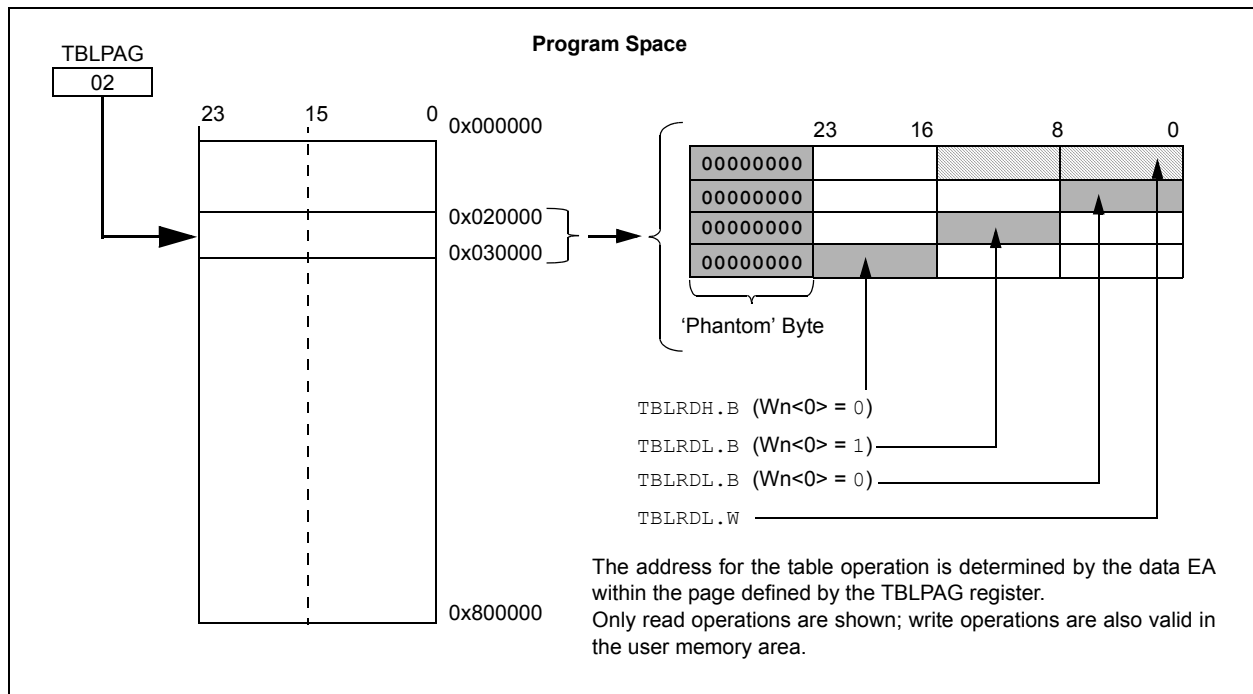 Program Space
TBLPAG
02
23 15 0
0x000000
0x020000
0x030000
0x800000
23 16 8 0
00000000
00000000
00000000
00000000
‘Phantom’ Byte
TBLRDH.B (Wn<0> = 0)
TBLRDL.B (Wn<0> = 1)
TBLRDL.B (Wn<0> = 0)
TBLRDL.W
The address for the table operation is determined by the data EA
within the page defined by the TBLPAG register.
Only read operations are shown; write operations are also valid in
the user memory area.